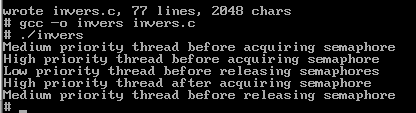 wrote invers.c, 77 lines, 2048 chars
# gcc -o invers invers.c
# ./invers
Medium priority thread before acquiring semaphore
High priority thread before acquiring semaphore
Low priority thread before releasing semaphores
High priority thread after acquiring semaphore
Medium priority thread before releasing semaphore
# _